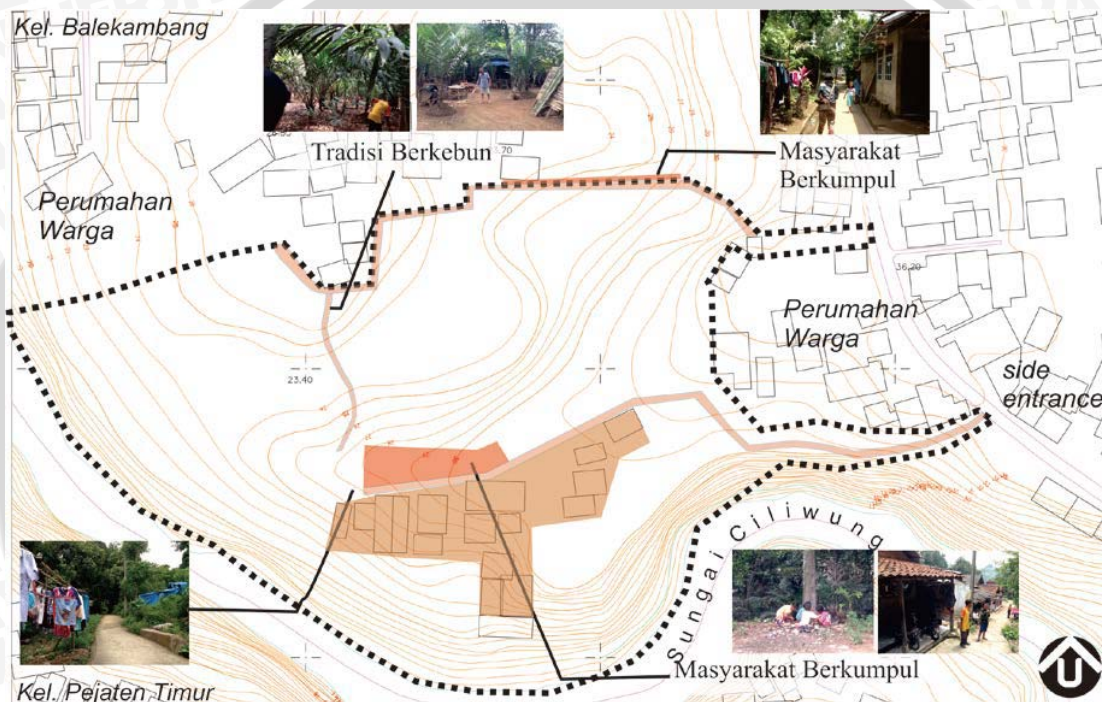 Kel. Balekambang
Tradisi Berkebun
Masyarakat
Berkumpul
Perumahan
Warga
36.20
Perumahan
Warga
23.40
side
entrance
Sungai Ciliwung
Masyarakat Berkumpul
Kel. Pejaten Timur
U